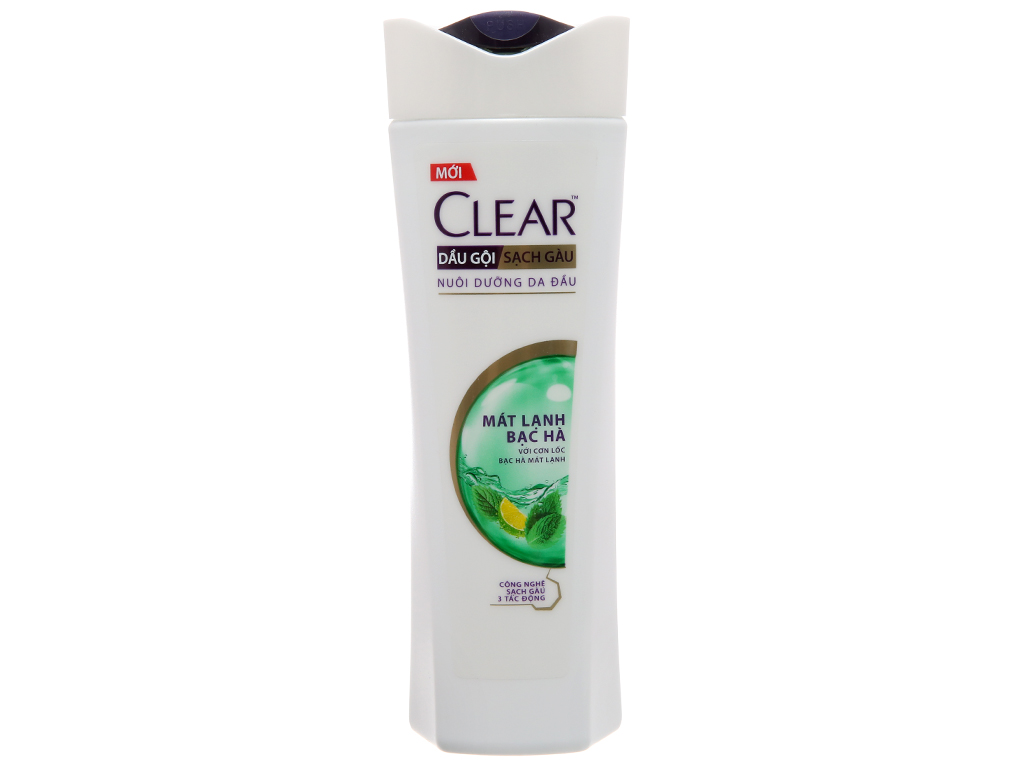 MỚI
CLEAR™
DẦU GỘI SẠCH GÀU
NUÔI DƯỠNG DA ĐẦU
MÁT LẠNH
BẠC HÀ
VỚI CƠN LỐC
BẠC HÀ MÁT LẠNH
CÔNG NGHỆ
SẠCH GÀU
3 TÁC ĐỘNG